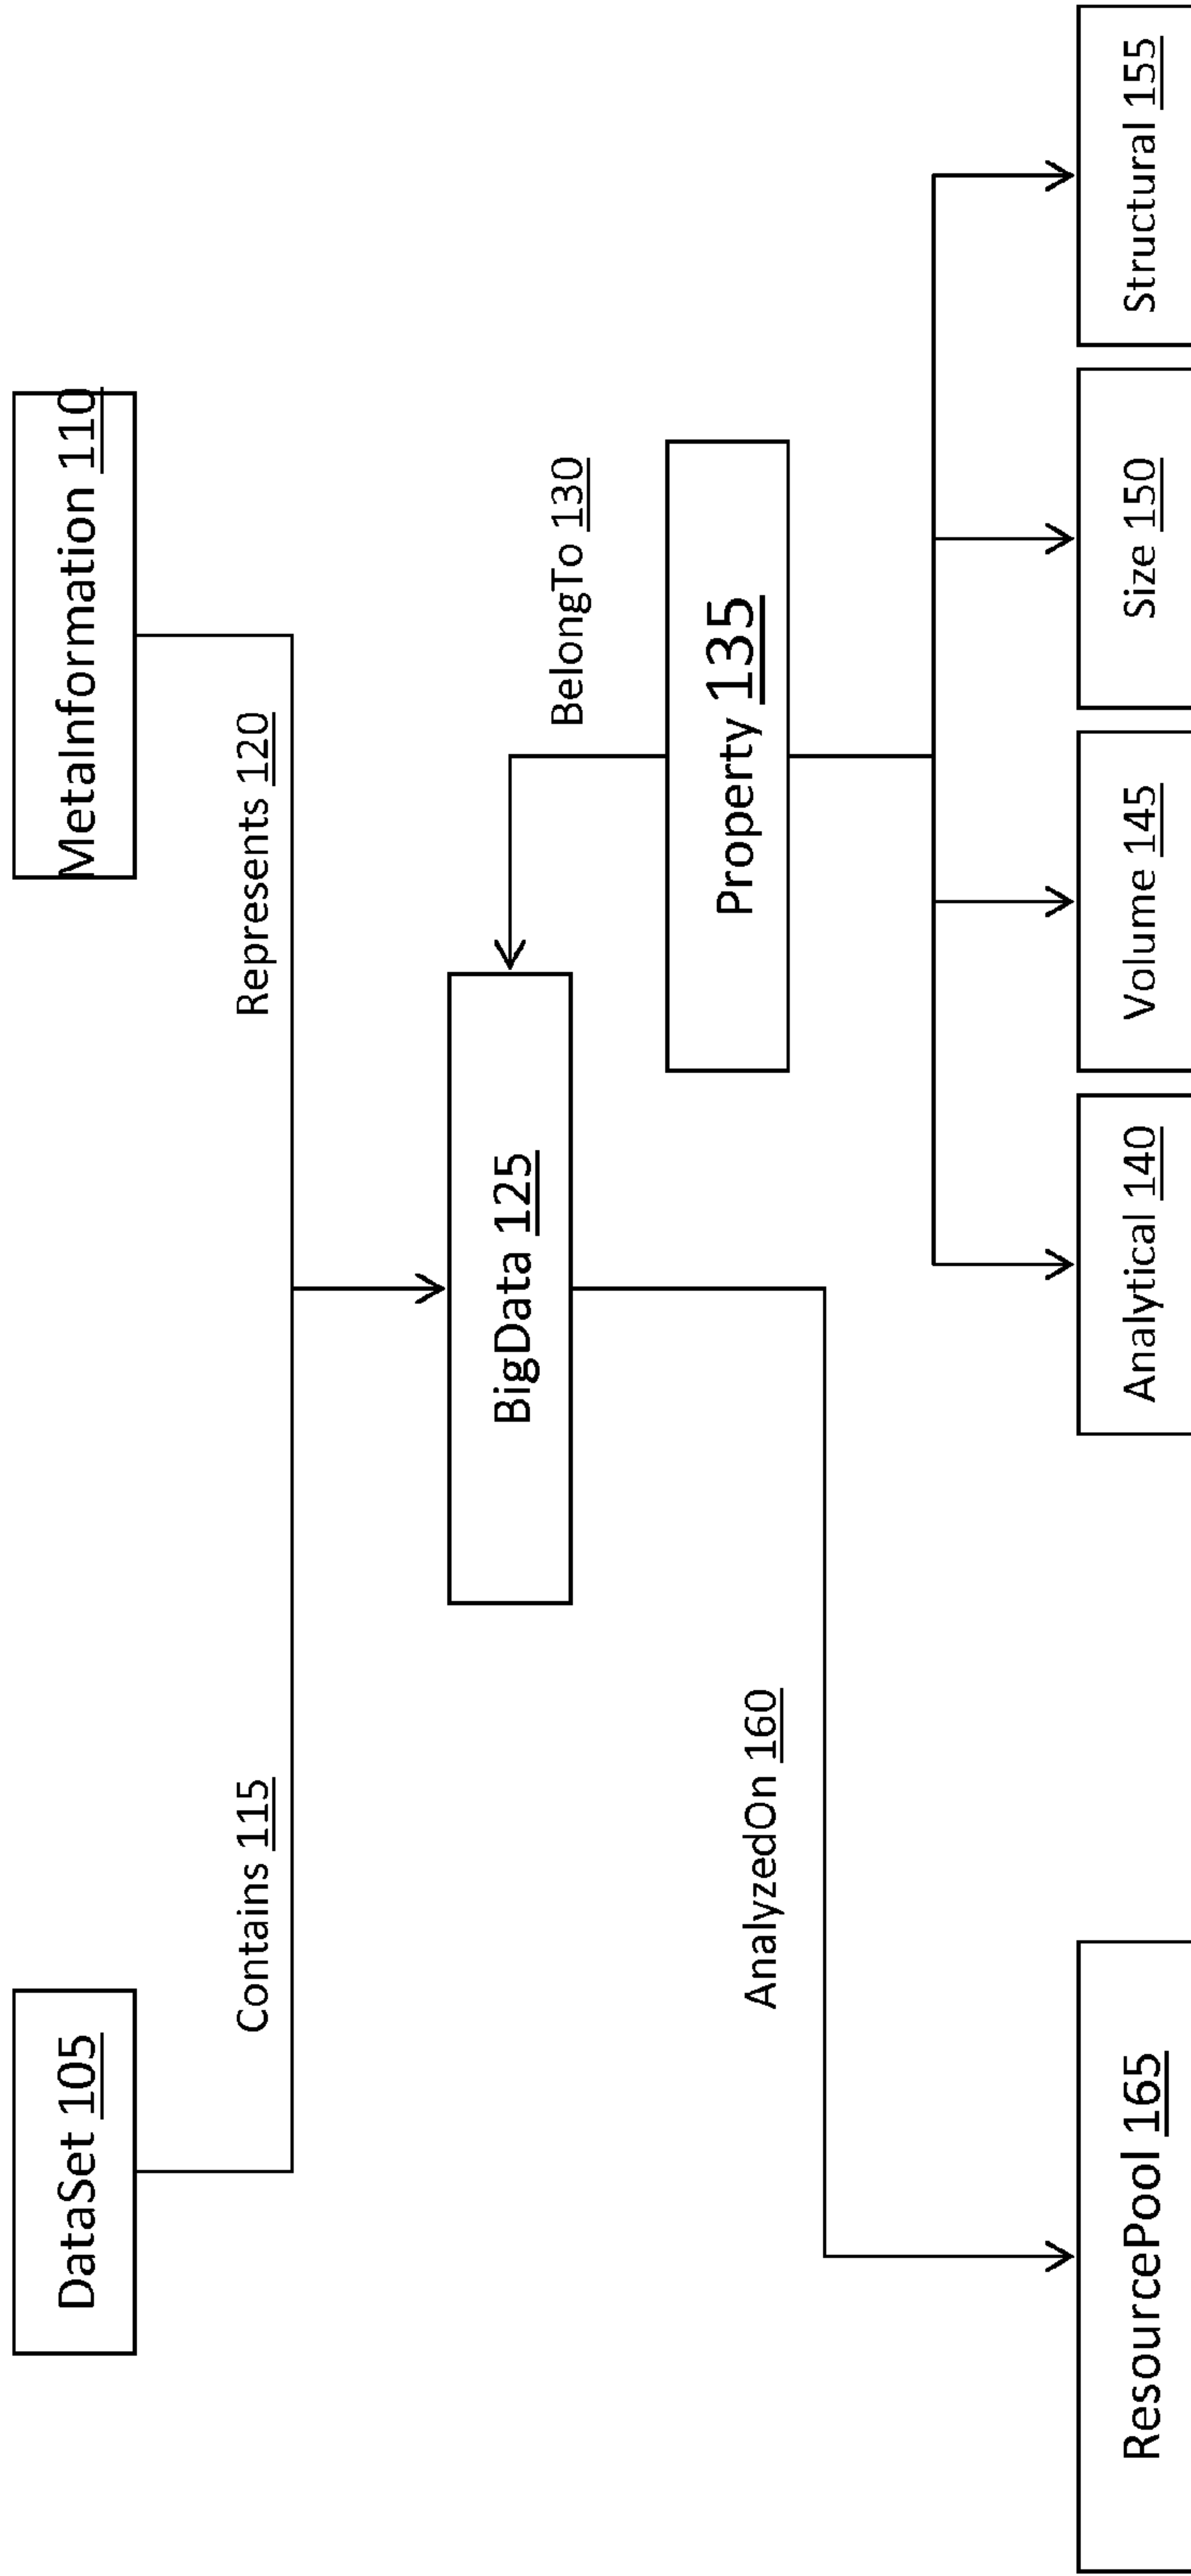 DataSet 105
MetaInformation 110
Contains 115
Represents 120
BigData 125
BelongTo 130
Property 135
AnalyzedOn 160
ResourcePool 165
Analytical 140
Volume 145
Size 150
Structural 155